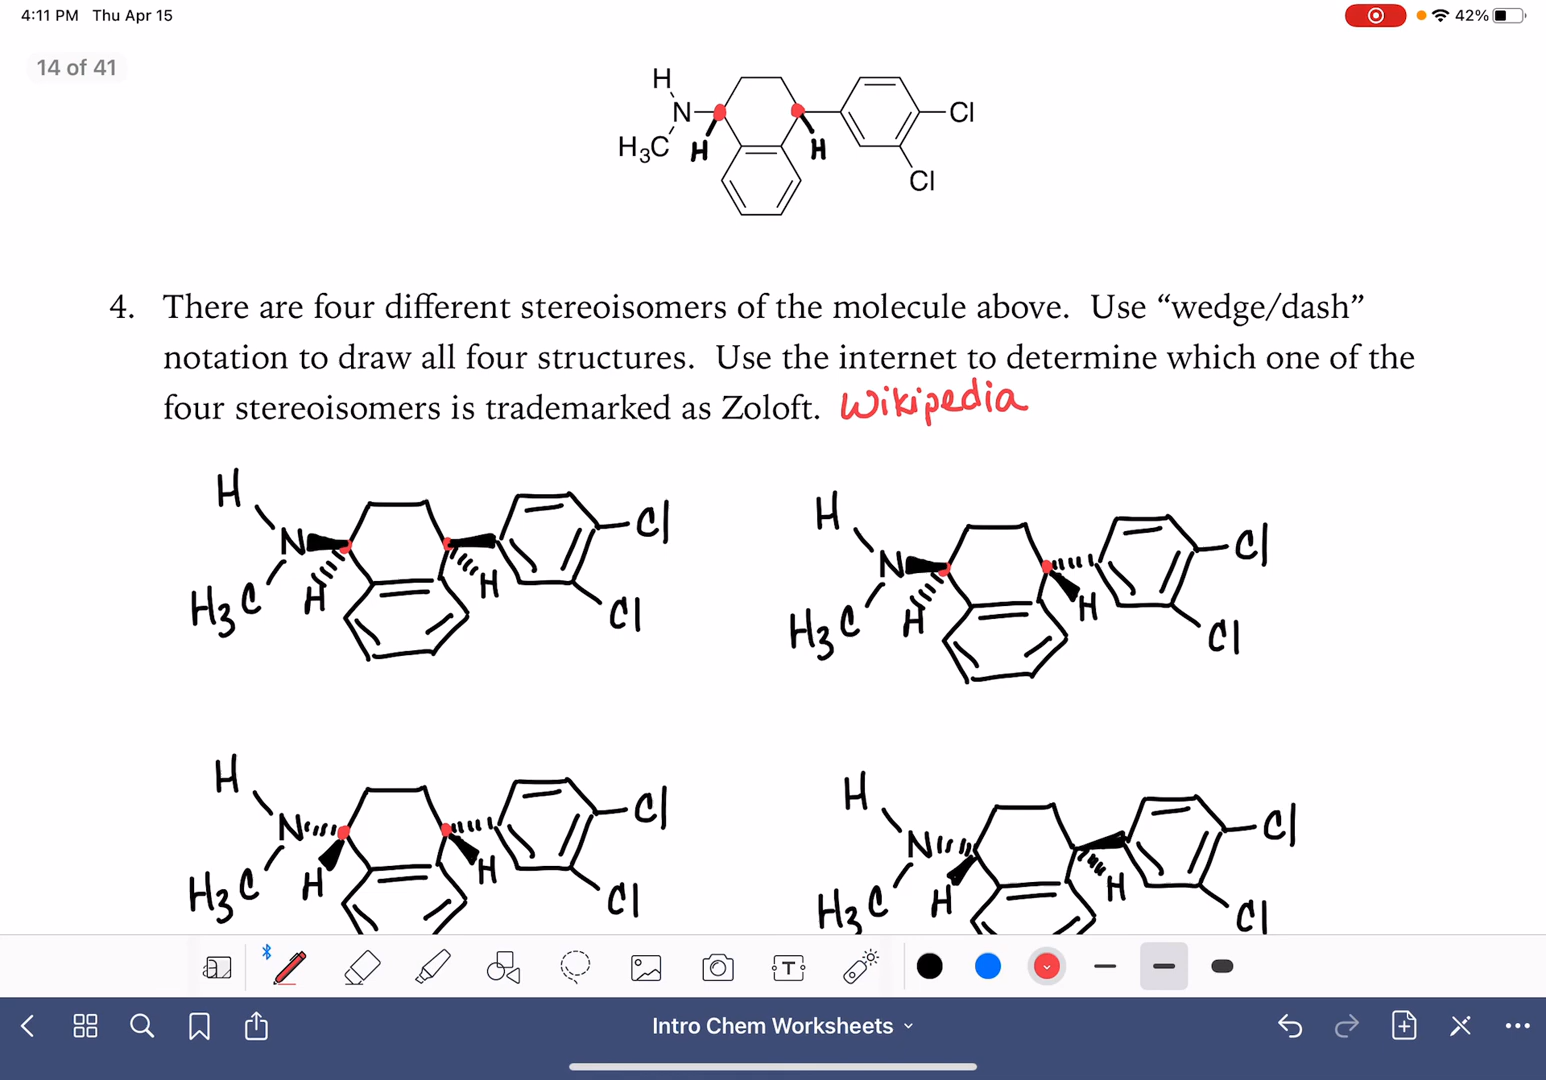 4:11 PM Thu Apr 15
42%
14 of 41
H
N
Cl
H3C H
H
Cl
4. There are four different stereoisomers of the molecule above. Use “wedge/dash”
notation to draw all four structures. Use the internet to determine which one of the
four stereoisomers is trademarked as Zoloft. Wikipedia
H
N
Cl
H3C
H
H
Cl
H
N
Cl
H3C
H
H
Cl
H
N
Cl
H3C
H
H
Cl
H
N
Cl
H3C
H
H
Cl
a
T
Intro Chem Worksheets